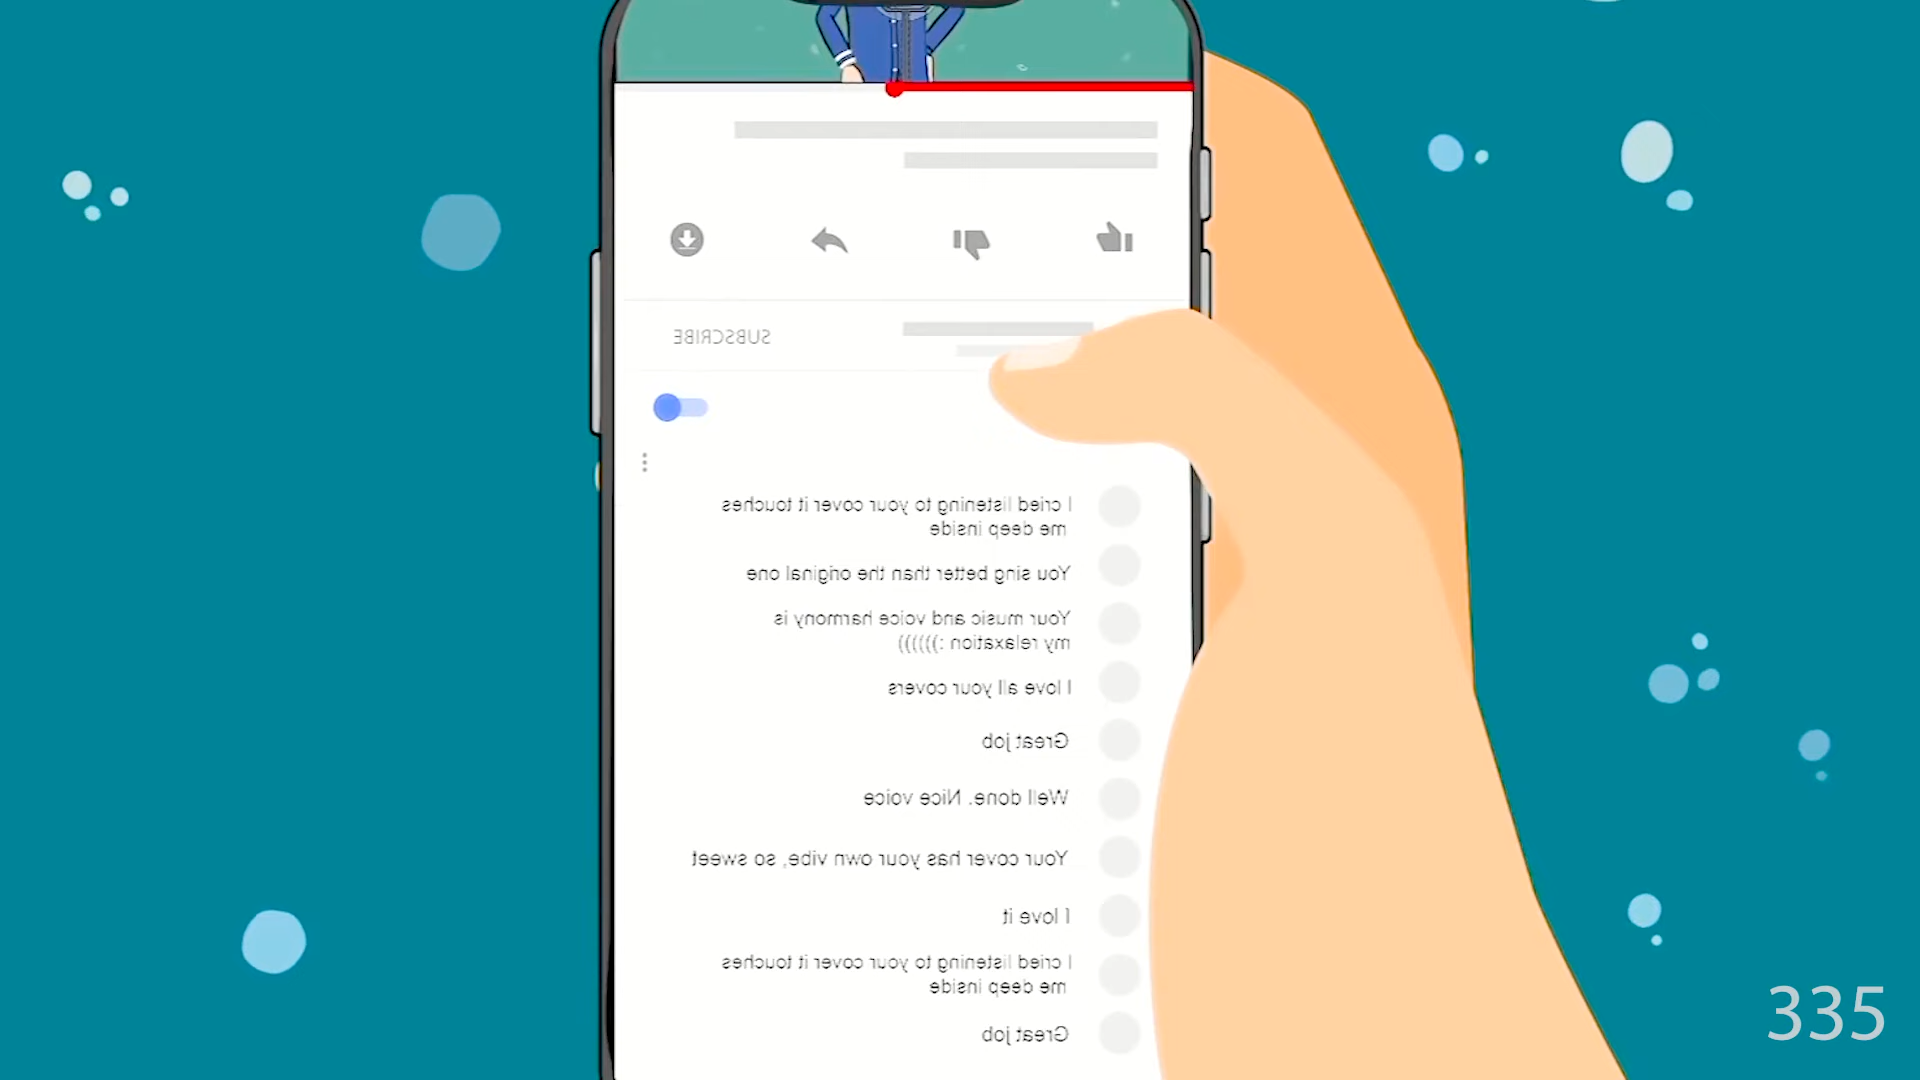 SUBSCRIBE
I cried listening to your cover it touches
me deep inside
You sing better than the original one
Your music and voice harmony is
my relaxation :))))))
I love all your covers
Great job
Well done. Nice voice
Your cover has your own vibe, so sweet
I love it
I cried listening to your cover it touches
me deep inside
Great job
335